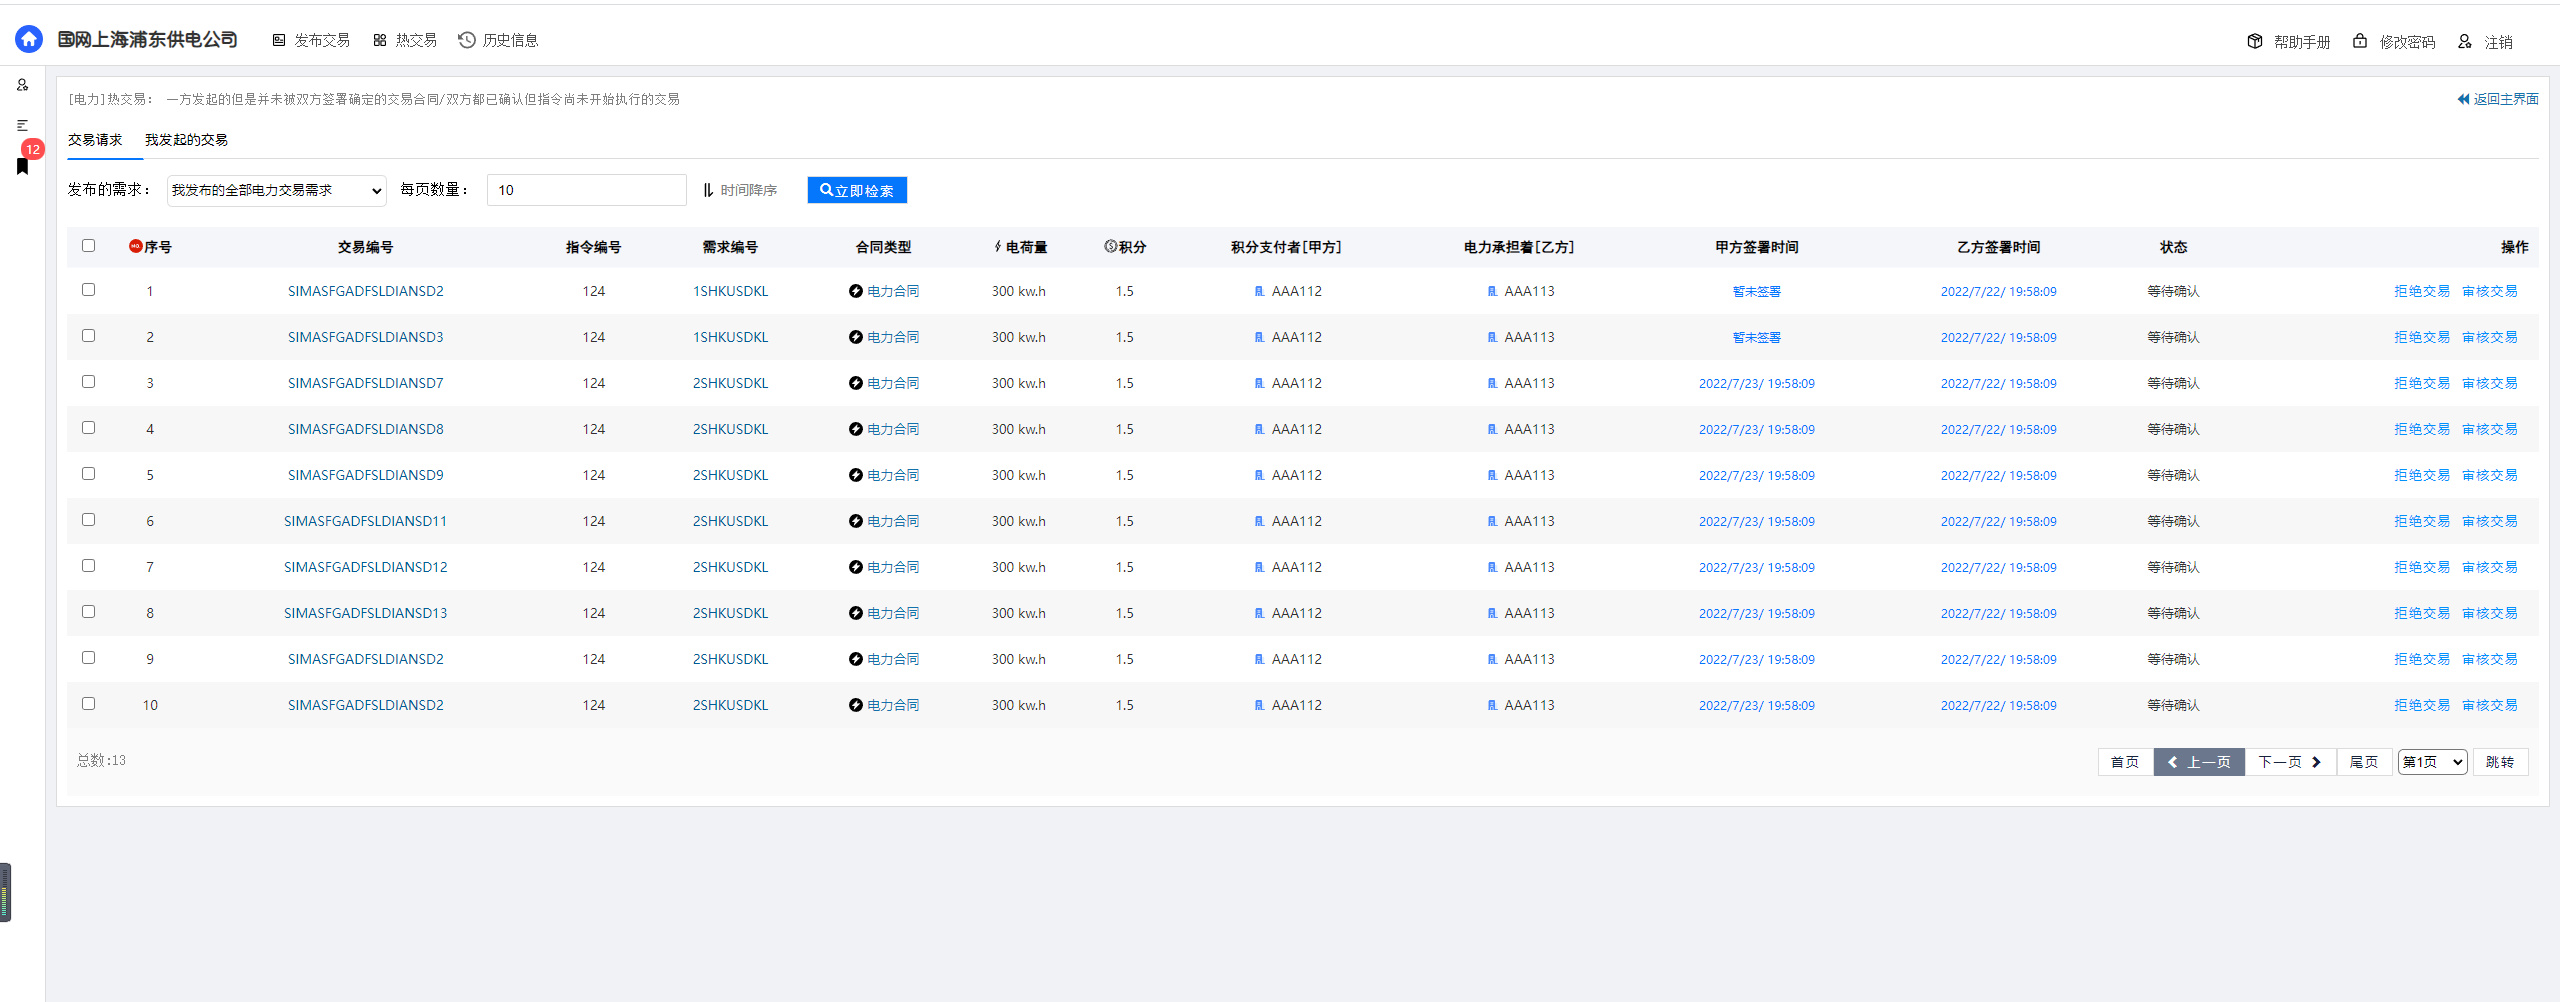 国网上海浦东供电公司 发布交易 热交易 历史信息 帮助手册 修改密码 注销
12
[电力]热交易： 一方发起的但是并未被双方签署确定的交易合同/双方都已确认但指令尚未开始执行的交易 返回主界面
交易请求 我发起的交易
发布的需求： 我发布的全部电力交易需求 每页数量： 10 时间降序 立即检索
NO. 序号 交易编号 指令编号 需求编号 合同类型 电荷量 积分 积分支付者[甲方] 电力承担着[乙方] 甲方签署时间 乙方签署时间 状态 操作
1 SIMASFGADFSLDIANSD2 124 1SHKUSDKL 电力合同 300 kw.h 1.5 AAA112 AAA113 暂未签署 2022/7/22/ 19:58:09 等待确认 拒绝交易 审核交易
2 SIMASFGADFSLDIANSD3 124 1SHKUSDKL 电力合同 300 kw.h 1.5 AAA112 AAA113 暂未签署 2022/7/22/ 19:58:09 等待确认 拒绝交易 审核交易
3 SIMASFGADFSLDIANSD7 124 2SHKUSDKL 电力合同 300 kw.h 1.5 AAA112 AAA113 2022/7/23/ 19:58:09 2022/7/22/ 19:58:09 等待确认 拒绝交易 审核交易
4 SIMASFGADFSLDIANSD8 124 2SHKUSDKL 电力合同 300 kw.h 1.5 AAA112 AAA113 2022/7/23/ 19:58:09 2022/7/22/ 19:58:09 等待确认 拒绝交易 审核交易
5 SIMASFGADFSLDIANSD9 124 2SHKUSDKL 电力合同 300 kw.h 1.5 AAA112 AAA113 2022/7/23/ 19:58:09 2022/7/22/ 19:58:09 等待确认 拒绝交易 审核交易
6 SIMASFGADFSLDIANSD11 124 2SHKUSDKL 电力合同 300 kw.h 1.5 AAA112 AAA113 2022/7/23/ 19:58:09 2022/7/22/ 19:58:09 等待确认 拒绝交易 审核交易
7 SIMASFGADFSLDIANSD12 124 2SHKUSDKL 电力合同 300 kw.h 1.5 AAA112 AAA113 2022/7/23/ 19:58:09 2022/7/22/ 19:58:09 等待确认 拒绝交易 审核交易
8 SIMASFGADFSLDIANSD13 124 2SHKUSDKL 电力合同 300 kw.h 1.5 AAA112 AAA113 2022/7/23/ 19:58:09 2022/7/22/ 19:58:09 等待确认 拒绝交易 审核交易
9 SIMASFGADFSLDIANSD2 124 2SHKUSDKL 电力合同 300 kw.h 1.5 AAA112 AAA113 2022/7/23/ 19:58:09 2022/7/22/ 19:58:09 等待确认 拒绝交易 审核交易
10 SIMASFGADFSLDIANSD2 124 2SHKUSDKL 电力合同 300 kw.h 1.5 AAA112 AAA113 2022/7/23/ 19:58:09 2022/7/22/ 19:58:09 等待确认 拒绝交易 审核交易
总数:13 首页 上一页 下一页 尾页 第1页 跳转